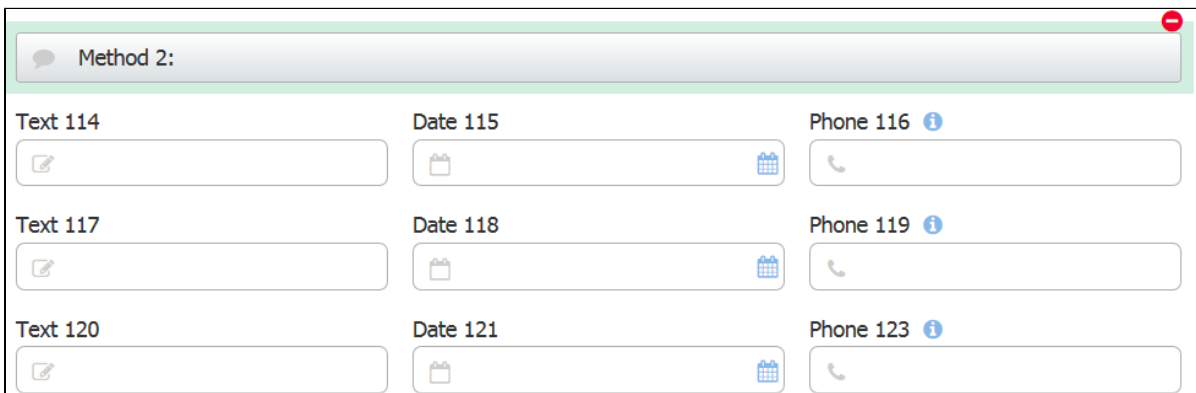 Method 2:
Text 114 Date 115 Phone 116
Text 117 Date 118 Phone 119
Text 120 Date 121 Phone 123